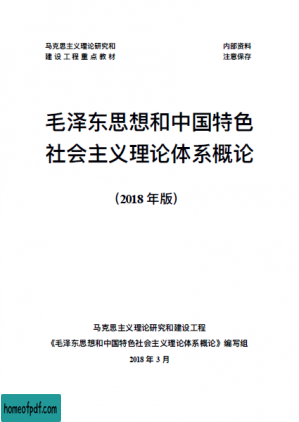 马克思主义理论研究和 内部资料
建设工程重点教材 注意保存
毛泽东思想和中国特色
社会主义理论体系概论
（2018 年版）
马克思主义理论研究和建设工程
《毛泽东思想和中国特色社会主义理论体系概论》编写组
2018 年 3 月
homeofpdf.com